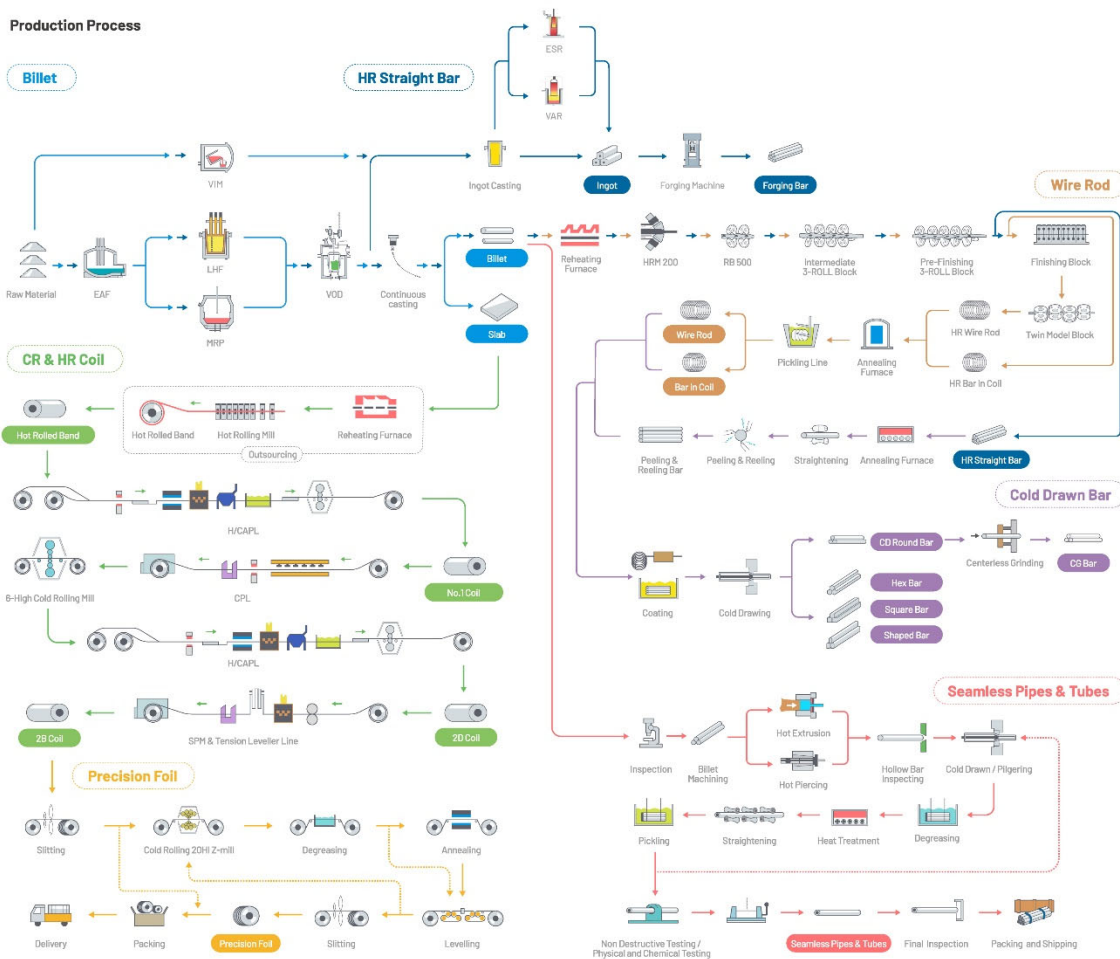 Production Process
Billet
HR Straight Bar
ESR
VAR
VIM
Ingot Casting
Ingot
Forging Machine
Forging Bar
Wire Rod
Raw Material
EAF
LHF
MRP
VOD
Continuous
casting
Billet
Slab
Reheating
Furnace
HRM 200
RB 500
Intermediate
3-ROLL Block
Pre-Finishing
3-ROLL Block
Finishing Block
Wire Rod
Bar in Coil
Pickling Line
Annealing
Furnace
HR Wire Rod
HR Bar in Coil
Twin Model Block
CR & HR Coil
Hot Rolled Band
Hot Rolled Band
Hot Rolling Mill
Reheating Furnace
Outsourcing
Peeling &
Reeling Bar
Peeling & Reeling
Straightening
Annealing Furnace
HR Straight Bar
H/CAPL
Cold Drawn Bar
6-High Cold Rolling Mill
CPL
No.1 Coil
Coating
Cold Drawing
CD Round Bar
Centerless Grinding
CG Bar
Hex Bar
Square Bar
Shaped Bar
H/CAPL
2B Coil
SPM & Tension Leveller Line
2D Coil
Seamless Pipes & Tubes
Inspection
Billet
Machining
Hot Extrusion
Hot Piercing
Hollow Bar
Inspecting
Cold Drawn / Pilgering
Precision Foil
Slitting
Cold Rolling 20HI Z-mill
Degreasing
Annealing
Pickling
Straightening
Heat Treatment
Degreasing
Delivery
Packing
Precision Foil
Slitting
Levelling
Non Destructive Testing /
Physical and Chemical Testing
Seamless Pipes & Tubes
Final Inspection
Packing and Shipping